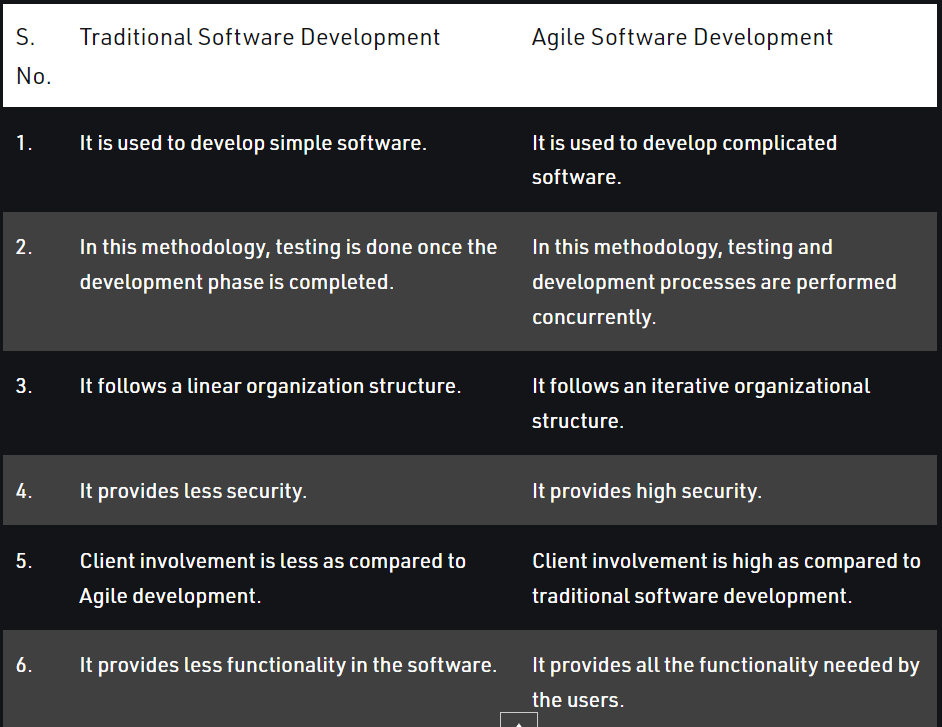 S. Traditional Software Development Agile Software Development
No.
1. It is used to develop simple software. It is used to develop complicated
software.
2. In this methodology, testing is done once the In this methodology, testing and
development phase is completed. development processes are performed
concurrently.
3. It follows a linear organization structure. It follows an iterative organizational
structure.
4. It provides less security. It provides high security.
5. Client involvement is less as compared to Client involvement is high as compared to
Agile development. traditional software development.
6. It provides less functionality in the software. It provides all the functionality needed by
the users.